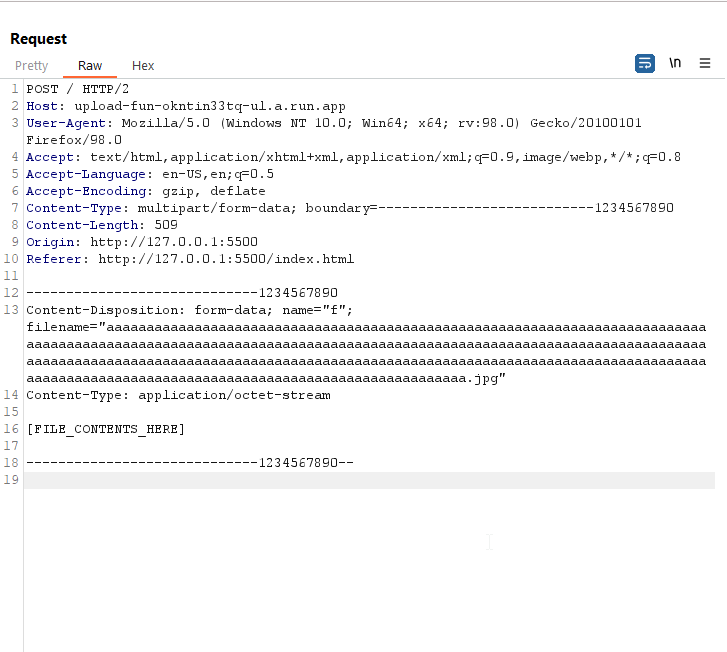 Request
Pretty Raw Hex \n
1 POST / HTTP/2
2 Host: upload-fun-okntin33tq-ul.a.run.app
3 User-Agent: Mozilla/5.0 (Windows NT 10.0; Win64; x64; rv:98.0) Gecko/20100101
Firefox/98.0
4 Accept: text/html,application/xhtml+xml,application/xml;q=0.9,image/webp,*/*;q=0.8
5 Accept-Language: en-US,en;q=0.5
6 Accept-Encoding: gzip, deflate
7 Content-Type: multipart/form-data; boundary=---------------------------1234567890
8 Content-Length: 509
9 Origin: http://127.0.0.1:5500
10 Referer: http://127.0.0.1:5500/index.html
11
12 -----------------------------1234567890
13 Content-Disposition: form-data; name="f";
filename="aaaaaaaaaaaaaaaaaaaaaaaaaaaaaaaaaaaaaaaaaaaaaaaaaaaaaaaaaaaaaaaaaaaaaaaaaaa
aaaaaaaaaaaaaaaaaaaaaaaaaaaaaaaaaaaaaaaaaaaaaaaaaaaaaaaaaaaaaaaaaaaaaaaaaaaaaaaaaaaaa
aaaaaaaaaaaaaaaaaaaaaaaaaaaaaaaaaaaaaaaaaaaaaaaaaaaaaaaaaaaaaaaaaaaaaaaaaaaaaaaaaaaaa
aaaaaaaaaaaaaaaaaaaaaaaaaaaaaaaaaaaaaaaaaaaaaaaaaaaaaaa.jpg"
14 Content-Type: application/octet-stream
15
16 [FILE_CONTENTS_HERE]
17
18 -----------------------------1234567890--
19